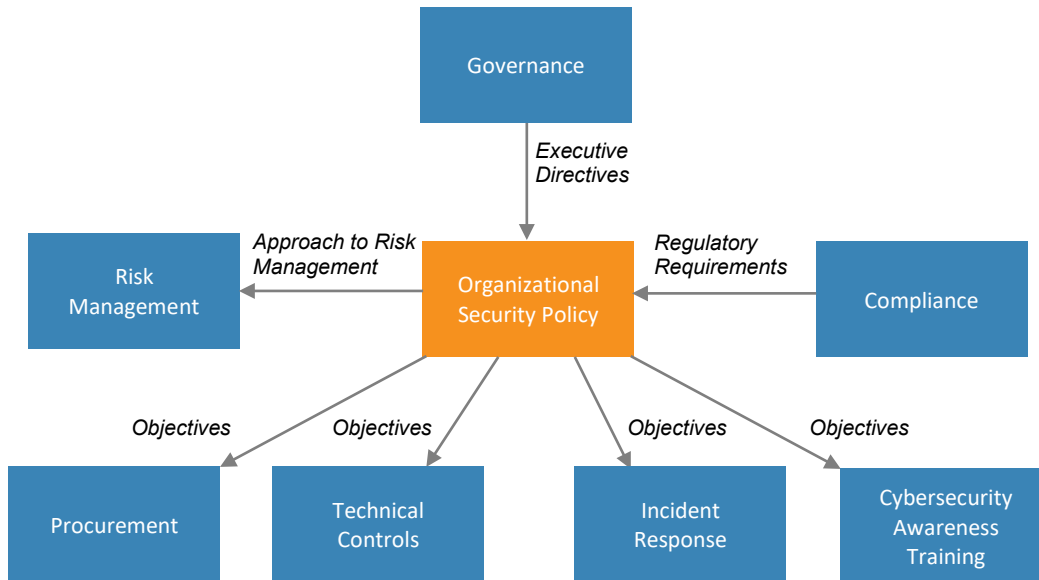 Governance
Executive
Directives
Approach to Risk
Management
Regulatory
Requirements
Risk
Management
Organizational
Security Policy
Compliance
Objectives
Objectives
Objectives
Objectives
Procurement
Technical
Controls
Incident
Response
Cybersecurity
Awareness
Training